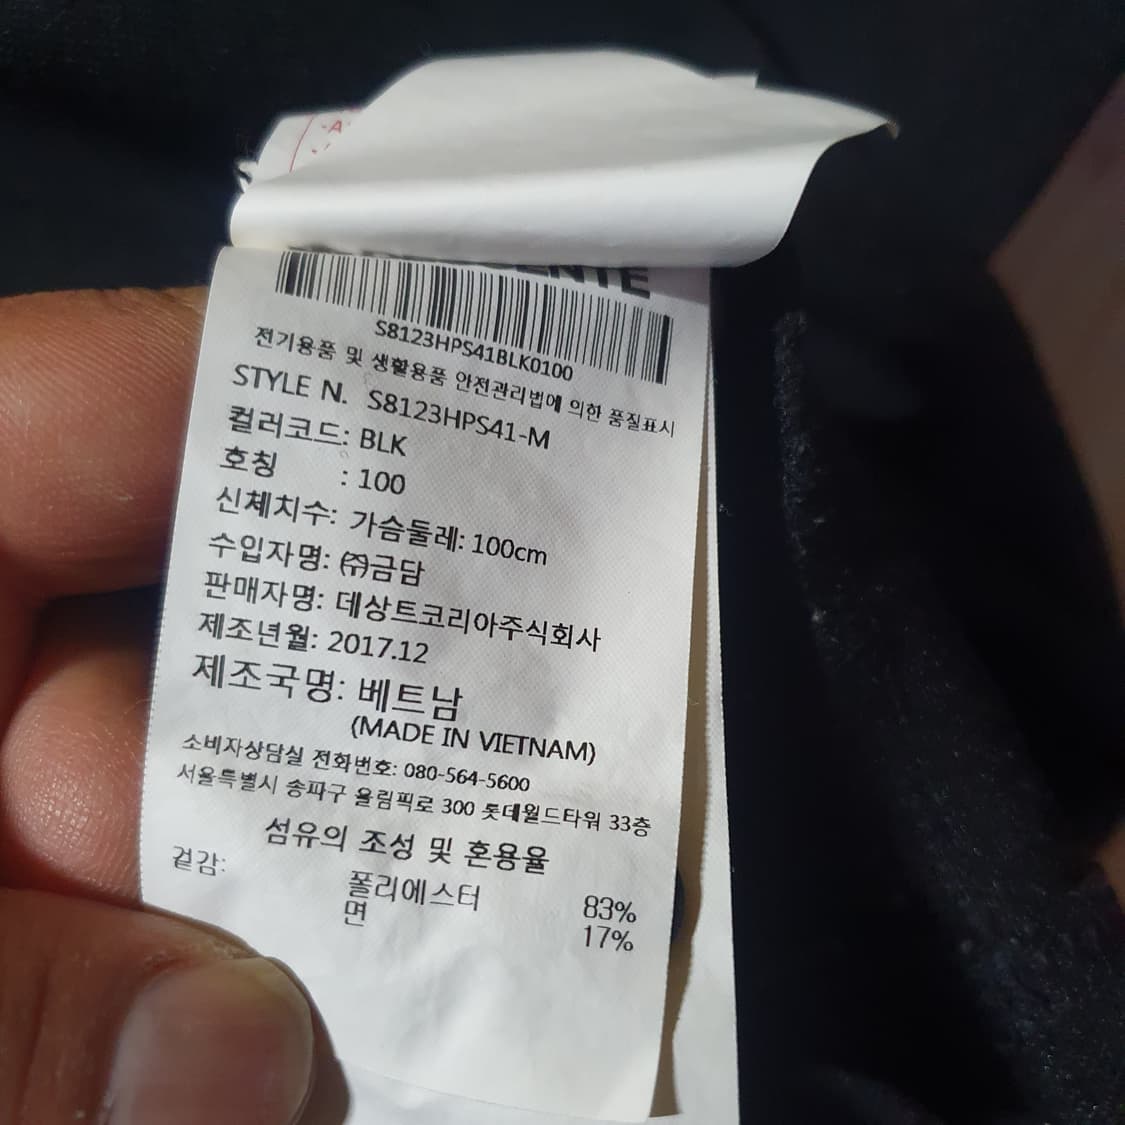 S8123HPS41BLK0100
전기용품 및 생활용품 안전관리법에 의한 품질표시
STYLE N. S8123HPS41-M
컬러코드: BLK
호칭 : 100
신체치수: 가슴둘레: 100cm
수입자명: ㈜금담
판매자명: 데상트코리아주식회사
제조년월: 2017.12
제조국명: 베트남
(MADE IN VIETNAM)
소비자상담실 전화번호: 080-564-5600
서울특별시 송파구 올림픽로 300 롯데월드타워 33층
섬유의 조성 및 혼용율
겉감:
폴리에스터 83%
면 17%